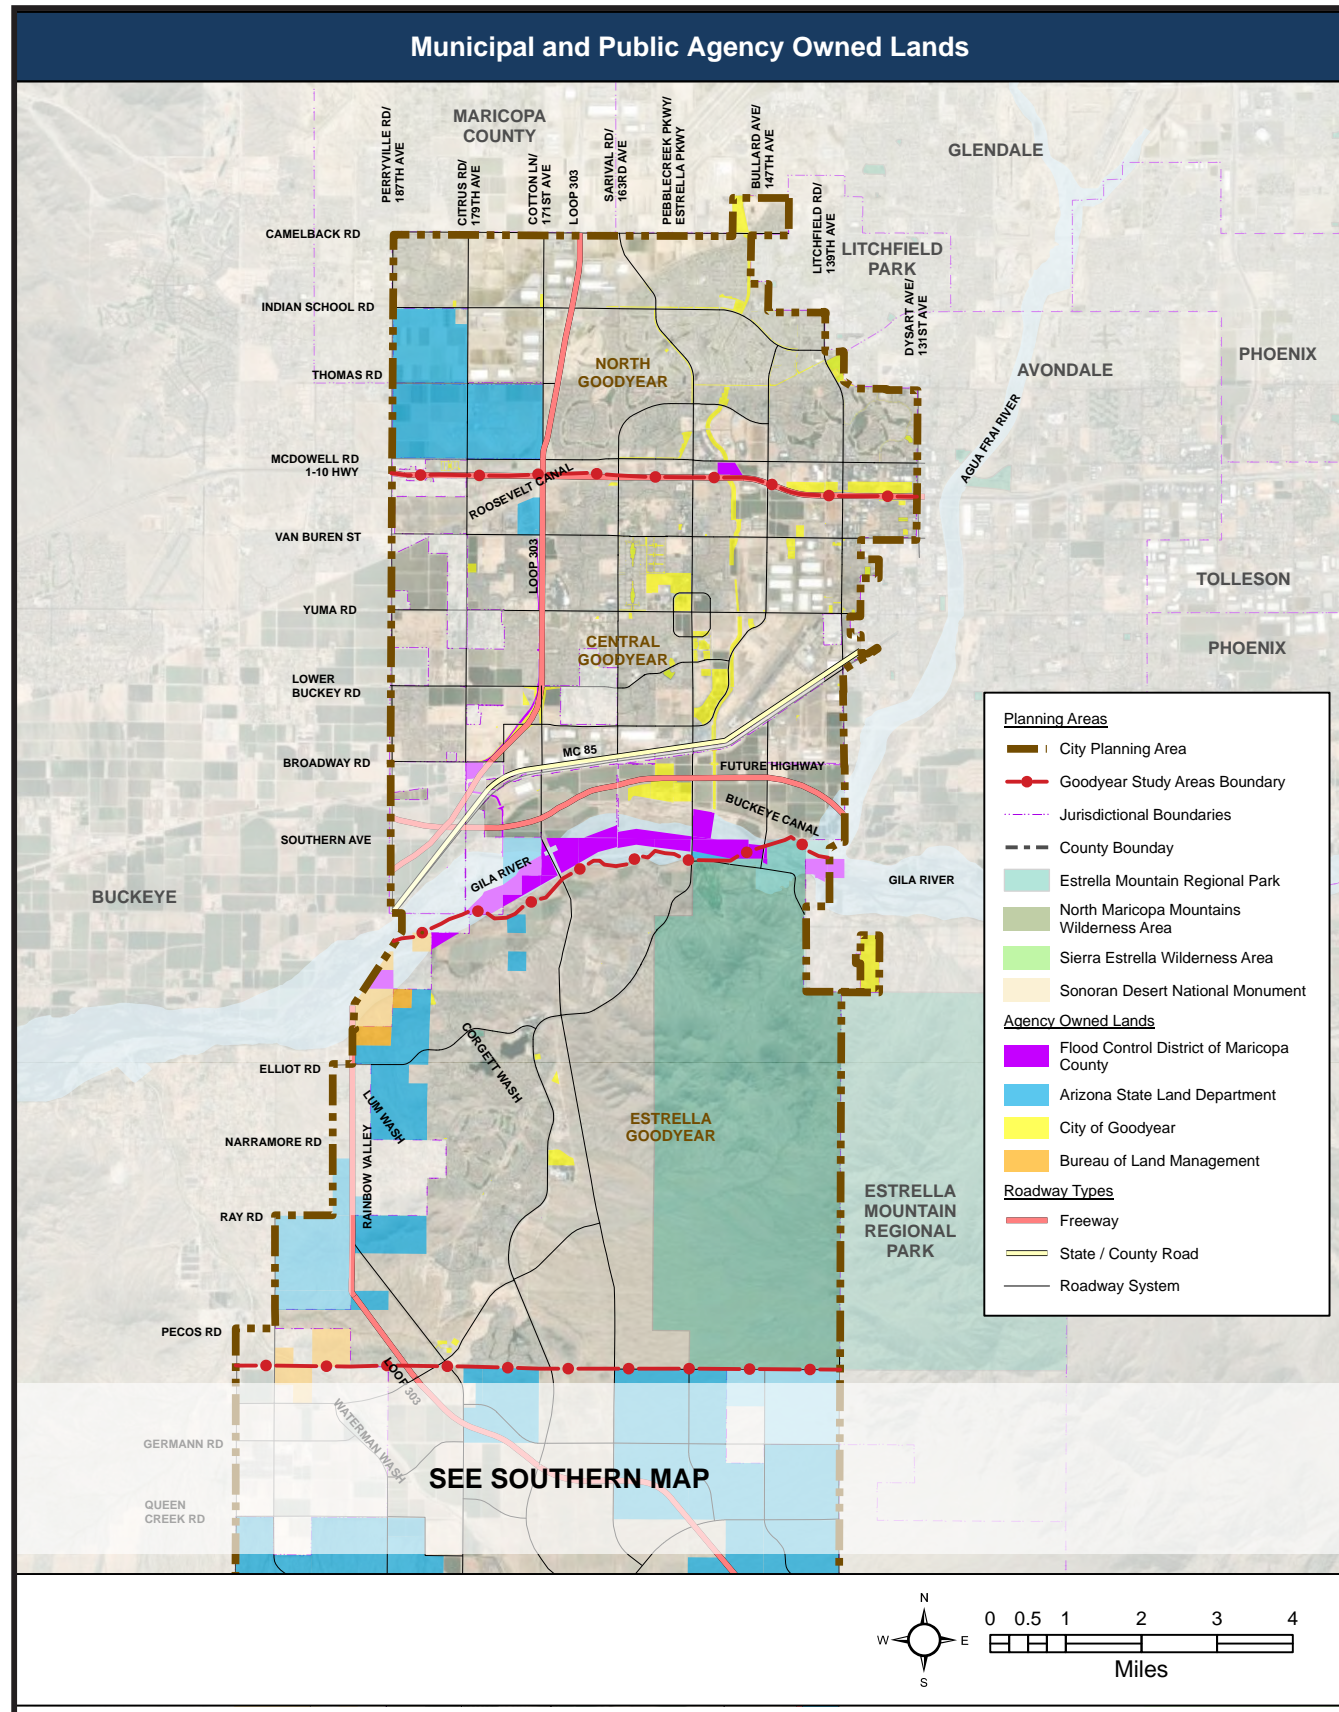 Municipal and Public Agency Owned Lands
MARICOPA
COUNTY
PERRYVILLE RD/
187TH AVE
CITRUS RD/
179TH AVE
COTTON LN/
171ST AVE
LOOP 303
SARIVAL RD/
163RD AVE
PEBBLECREEK PKWY/
ESTRELLA PKWY
BULLARD AVE/
147TH AVE
LITCHFIELD RD/
139TH AVE
DYSART AVE/
131ST AVE
GLENDALE
LITCHFIELD
PARK
CAMELBACK RD
INDIAN SCHOOL RD
THOMAS RD
NORTH
GOODYEAR
AVONDALE
PHOENIX
AGUA FRAI RIVER
MCDOWELL RD
1-10 HWY
ROOSEVELT CANAL
VAN BUREN ST
LOOP 303
TOLLESON
YUMA RD
CENTRAL
GOODYEAR
PHOENIX
LOWER
BUCKEY RD
MC 85
BROADWAY RD
FUTURE HIGHWAY
BUCKEYE CANAL
SOUTHERN AVE
GILA RIVER
GILA RIVER
BUCKEYE
CORGETT WASH
ELLIOT RD
LUM WASH
ESTRELLA
GOODYEAR
NARRAMORE RD
RAINBOW VALLEY
RAY RD
ESTRELLA
MOUNTAIN
REGIONAL
PARK
PECOS RD
LOOP 303
WATERMAN WASH
GERMANN RD
SEE SOUTHERN MAP
QUEEN
CREEK RD
Planning Areas
City Planning Area
Goodyear Study Areas Boundary
Jurisdictional Boundaries
County Bounday
Estrella Mountain Regional Park
North Maricopa Mountains
Wilderness Area
Sierra Estrella Wilderness Area
Sonoran Desert National Monument
Agency Owned Lands
Flood Control District of Maricopa
County
Arizona State Land Department
City of Goodyear
Bureau of Land Management
Roadway Types
Freeway
State / County Road
Roadway System
N
W E
S
0 0.5 1 2 3 4
Miles